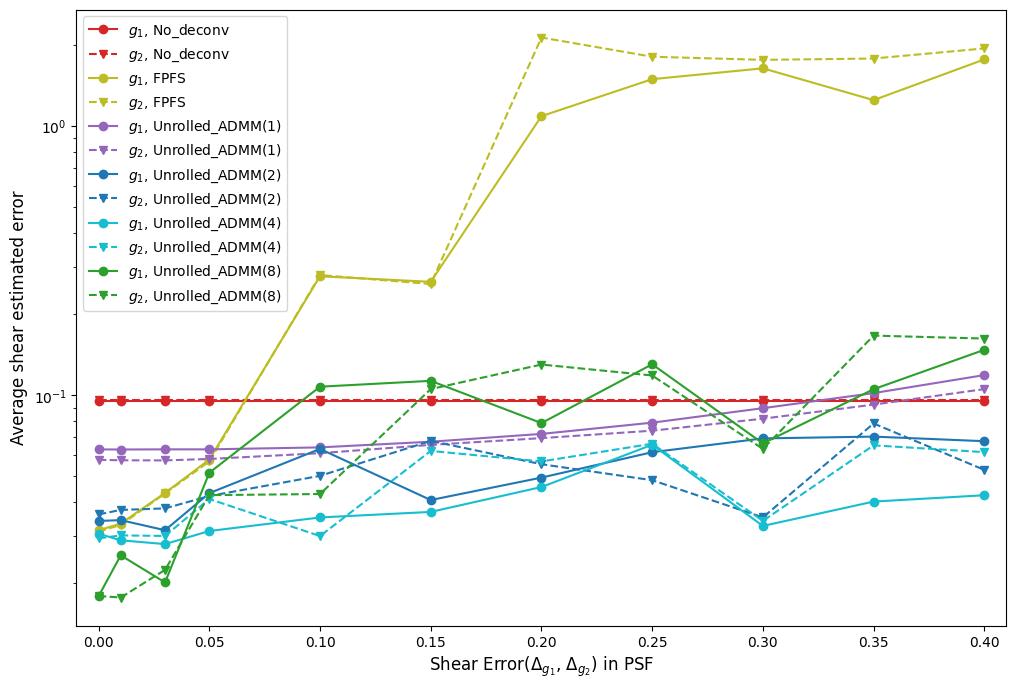 g₁, No_deconv
g₂, No_deconv
g₁, FPFS
g₂, FPFS
g₁, Unrolled_ADMM(1)
g₂, Unrolled_ADMM(1)
g₁, Unrolled_ADMM(2)
g₂, Unrolled_ADMM(2)
g₁, Unrolled_ADMM(4)
g₂, Unrolled_ADMM(4)
g₁, Unrolled_ADMM(8)
g₂, Unrolled_ADMM(8)
10⁰
10⁻¹
Average shear estimated error
0.00 0.05 0.10 0.15 0.20 0.25 0.30 0.35 0.40
Shear Error(Δg₁, Δg₂) in PSF